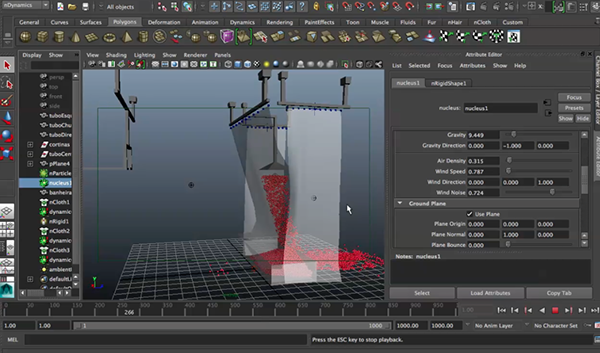 nDynamics
General
Curves
Surfaces
Polygons
Deformation
Animation
Dynamics
Rendering
PaintEffects
Toon
Muscle
Fluids
Fur
nHair
nCloth
Custom
Display Show
View Shading Lighting Show Renderer Panels
Attribute Editor
List Selected Focus Attributes Show Help
persp
top
front
side
tuboEsq
tuboChu
tuboDire
cortinas
tuboCen
pPlane4
nParticle
nucleus1
banheira
nCloth1
dynamic
nRigid1
nCloth2
dynamic
nCloth3
dynamic
ambient
defaultL
nucleus1 nRigidShape1
nucleus: nucleus1
Focus
Presets
Show Hide
Gravity 9.449
Gravity Direction 0.000 -1.000 0.000
Air Density 0.315
Wind Speed 0.787
Wind Direction 0.000 0.000 1.000
Wind Noise 0.724
Ground Plane
Use Plane
Plane Origin 0.000 0.000 0.000
Plane Normal 0.000 1.000 0.000
Plane Bounce 0.000
Notes: nucleus1
Select Load Attributes Copy Tab
266
1.00 1.00 1 1000 1000.00 1000.00 No Anim Layer No Character Set
MEL Press the ESC key to stop playback.